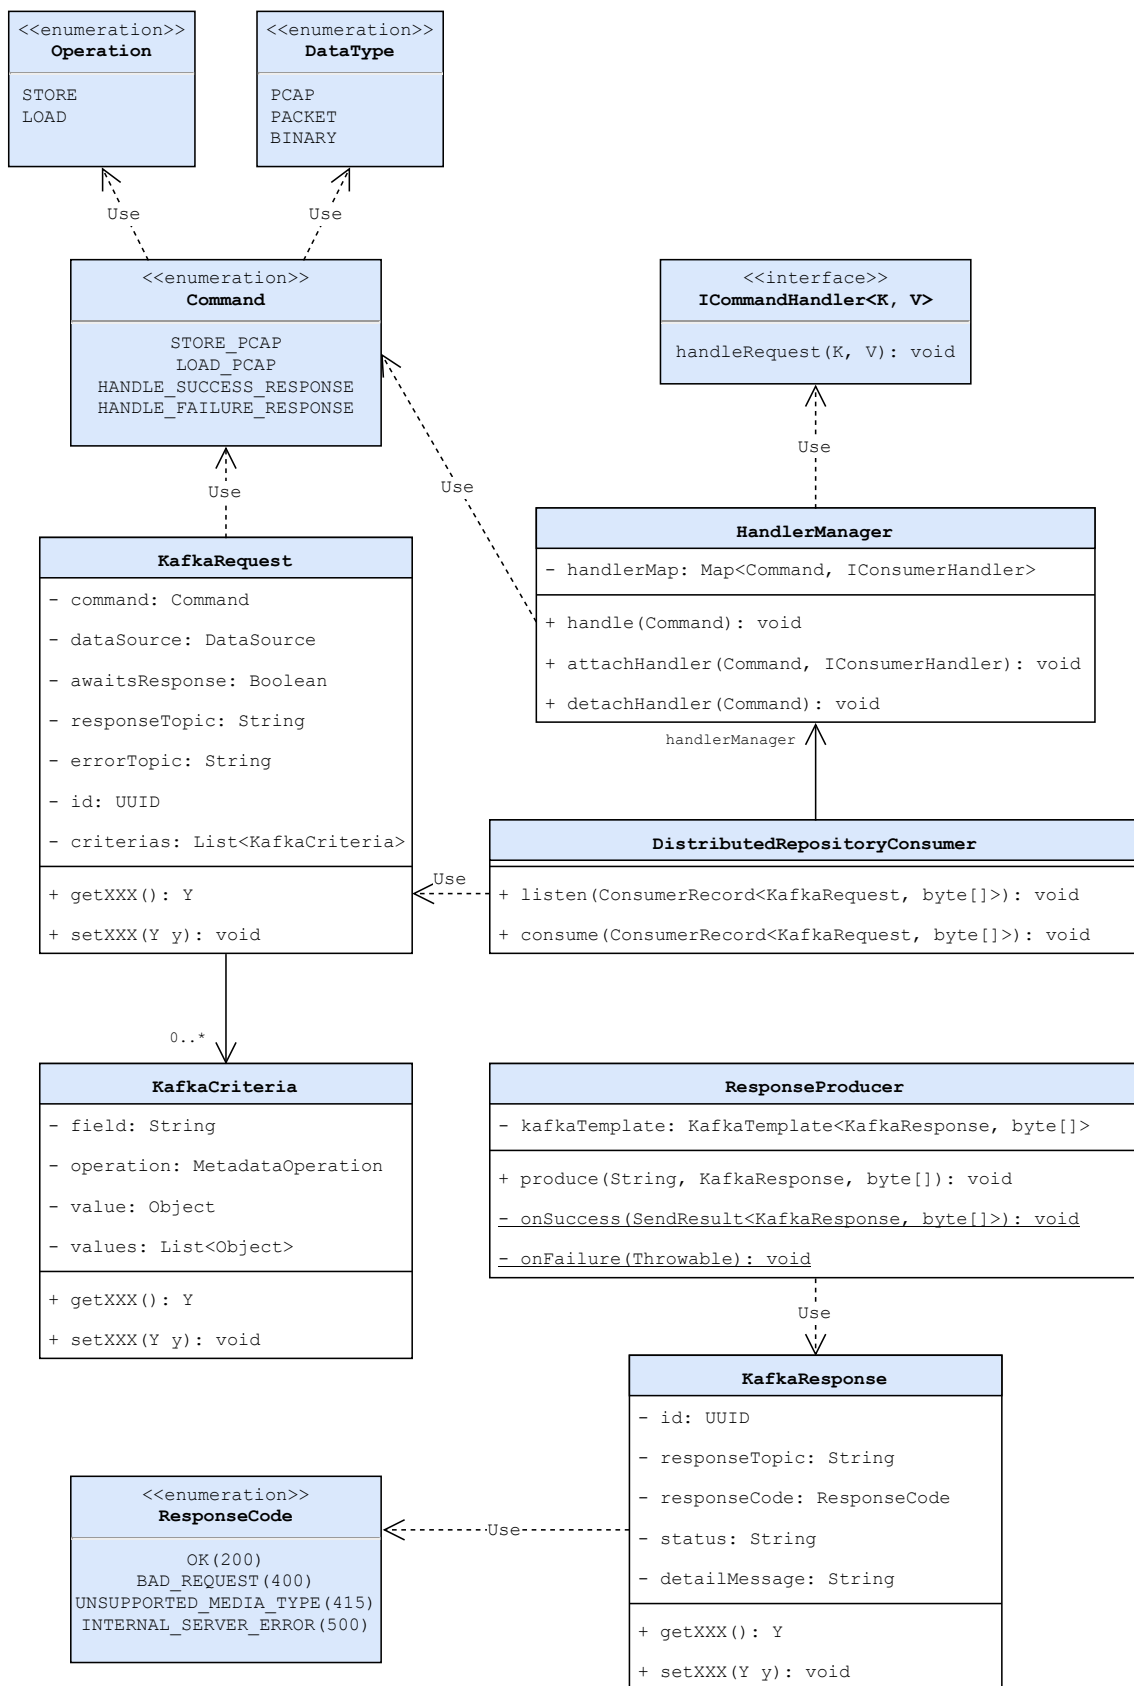 <<enumeration>>
Operation
STORE
LOAD
<<enumeration>>
DataType
PCAP
PACKET
BINARY
Use
Use
<<enumeration>>
Command
STORE_PCAP
LOAD_PCAP
HANDLE_SUCCESS_RESPONSE
HANDLE_FAILURE_RESPONSE
<<interface>>
ICommandHandler<K, V>
handleRequest(K, V): void
Use
Use
Use
KafkaRequest
- command: Command
- dataSource: DataSource
- awaitsResponse: Boolean
- responseTopic: String
- errorTopic: String
- id: UUID
- criterias: List<KafkaCriteria>
+ getXXX(): Y
+ setXXX(Y y): void
HandlerManager
- handlerMap: Map<Command, IConsumerHandler>
+ handle(Command): void
+ attachHandler(Command, IConsumerHandler): void
+ detachHandler(Command): void
handlerManager
DistributedRepositoryConsumer
+ listen(ConsumerRecord<KafkaRequest, byte[]>): void
+ consume(ConsumerRecord<KafkaRequest, byte[]>): void
Use
0..*
KafkaCriteria
- field: String
- operation: MetadataOperation
- value: Object
- values: List<Object>
+ getXXX(): Y
+ setXXX(Y y): void
ResponseProducer
- kafkaTemplate: KafkaTemplate<KafkaResponse, byte[]>
+ produce(String, KafkaResponse, byte[]): void
- onSuccess(SendResult<KafkaResponse, byte[]>): void
- onFailure(Throwable): void
Use
KafkaResponse
- id: UUID
- responseTopic: String
- responseCode: ResponseCode
- status: String
- detailMessage: String
+ getXXX(): Y
+ setXXX(Y y): void
Use
<<enumeration>>
ResponseCode
OK(200)
BAD_REQUEST(400)
UNSUPPORTED_MEDIA_TYPE(415)
INTERNAL_SERVER_ERROR(500)